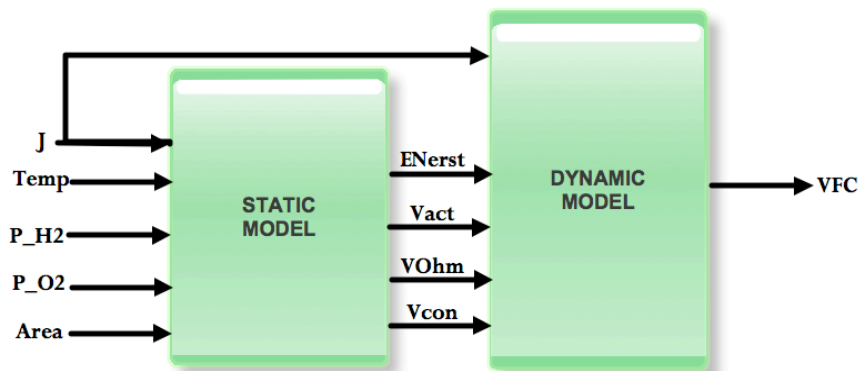 J
Temp
P_H2
P_O2
Area
STATIC
MODEL
ENerst
Vact
VOhm
Vcon
DYNAMIC
MODEL
VFC